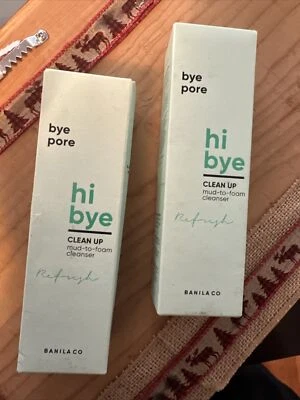 bye
pore
hi
bye
CLEAN UP
mud-to-foam
cleanser
Refresh
BANILA CO
bye
pore
hi
bye
CLEAN UP
mud-to-foam
cleanser
Refresh
BANILA CO